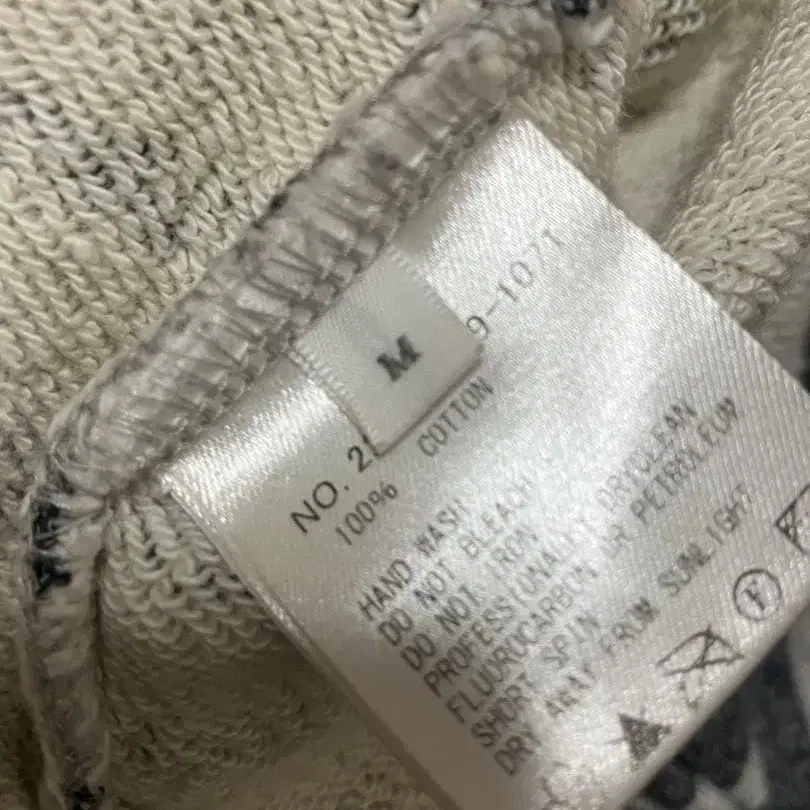 M
NO. 2 9-1071
100% COTTON
HAND WASH
DO NOT BLEACH
DO NOT IRON
PROFESSIONALLY DRYCLEAN
FLUOROCARBON OR PETROLEUM
SHORT SPIN
DRY AWAY FROM SUNLIGHT